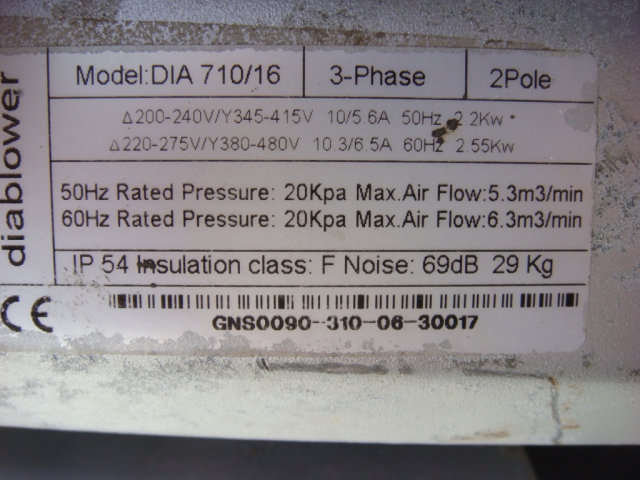 diablower
Model:DIA 710/16 3-Phase 2Pole
Δ200-240V/Y345-415V 10/5.6A 50Hz 2.2Kw
Δ220-275V/Y380-480V 10.3/6.5A 60Hz 2.55Kw
50Hz Rated Pressure: 20Kpa Max.Air Flow:5.3m3/min
60Hz Rated Pressure: 20Kpa Max.Air Flow:6.3m3/min
IP 54 Insulation class: F Noise: 69dB 29 Kg
CE
GNS0090-310-06-30017